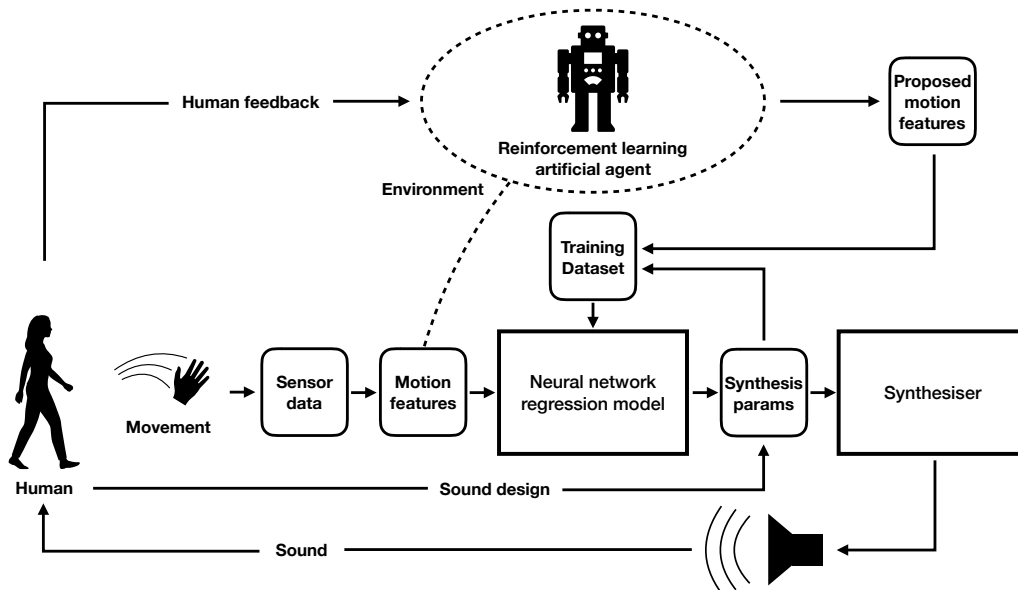 Human feedback
Reinforcement learning
artificial agent
Proposed
motion
features
Environment
Training
Dataset
Movement
Sensor
data
Motion
features
Neural network
regression model
Synthesis
params
Synthesiser
Human
Sound design
Sound